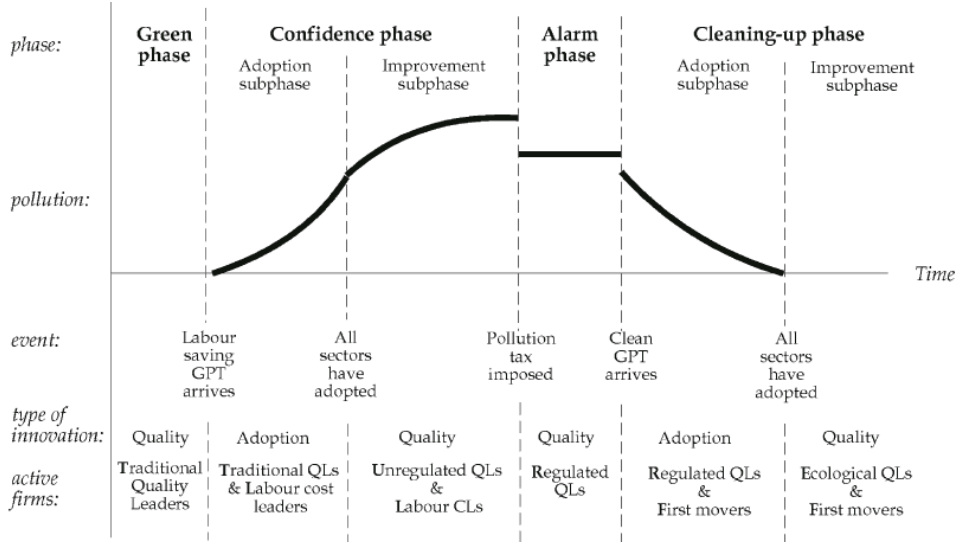 phase:
Green
phase
Confidence phase
Alarm
phase
Cleaning-up phase
Adoption
subphase
Improvement
subphase
Adoption
subphase
Improvement
subphase
pollution:
Time
event:
Labour
saving
GPT
arrives
All
sectors
have
adopted
Pollution
tax
imposed
Clean
GPT
arrives
All
sectors
have
adopted
type of
innovation:
Quality
Adoption
Quality
Quality
Adoption
Quality
active
firms:
Traditional
Quality
Leaders
Traditional QLs
& Labour cost
leaders
Unregulated QLs
&
Labour CLs
Regulated
QLs
Regulated QLs
&
First movers
Ecological QLs
&
First movers